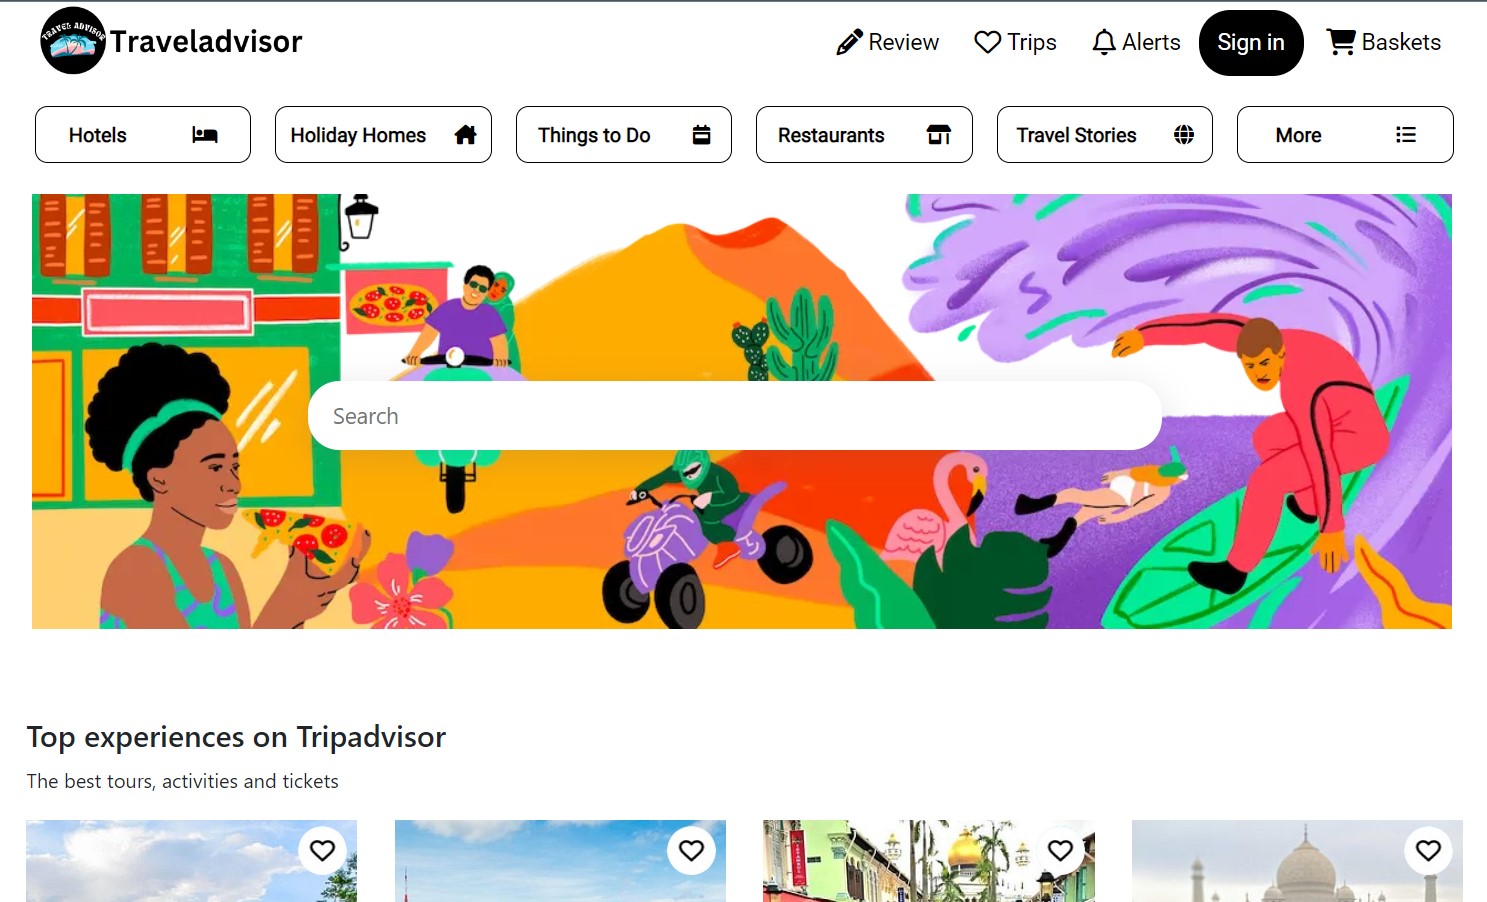 TRAVEL ADVISOR
Traveladvisor
Review
Trips
Alerts
Sign in
Baskets
Hotels
Holiday Homes
Things to Do
Restaurants
Travel Stories
More
Search
Top experiences on Tripadvisor
The best tours, activities and tickets